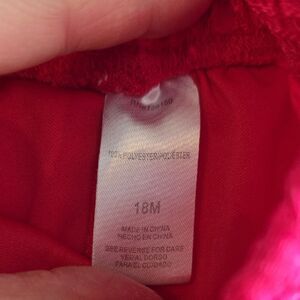 100% POLYESTER/POLIÉSTER
18M
MADE IN CHINA
HECHO EN CHINA
SEE REVERSE FOR CARE
VER AL DORSO
PARA EL CUIDADO